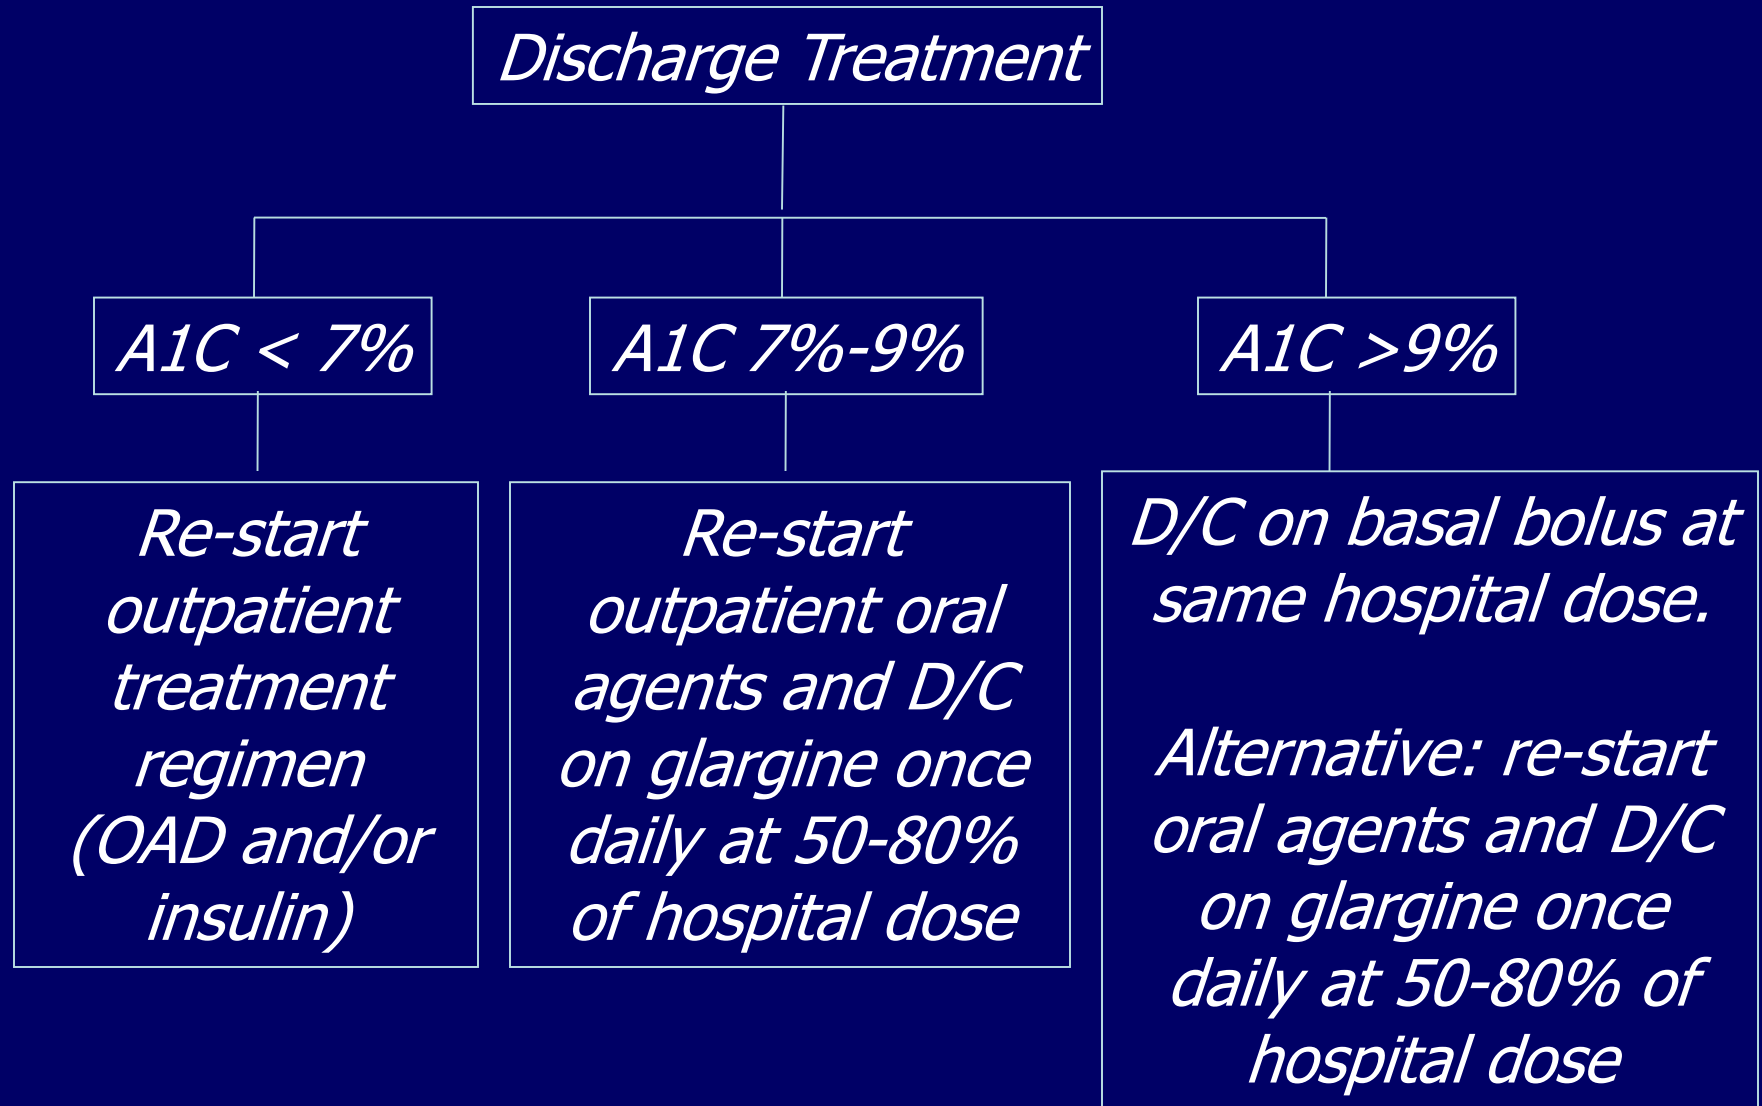 Discharge Treatment
A1C < 7%
A1C 7%-9%
A1C >9%
Re-start
outpatient
treatment
regimen
(OAD and/or
insulin)
Re-start
outpatient oral
agents and D/C
on glargine once
daily at 50-80%
of hospital dose
D/C on basal bolus at
same hospital dose.
Alternative: re-start
oral agents and D/C
on glargine once
daily at 50-80% of
hospital dose